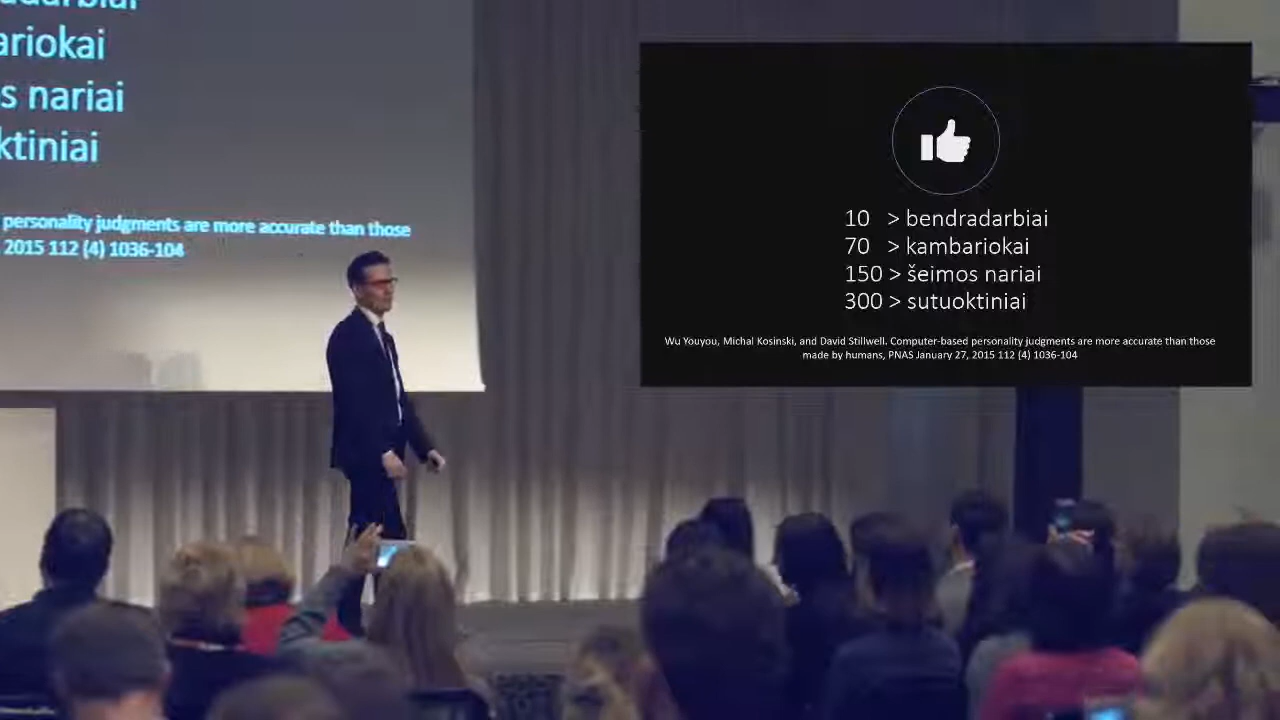 ariokai
s nariai
ktiniai
personality judgments are more accurate than those
2015 112 (4) 1036-104
10 > bendradarbiai
70 > kambariokai
150 > šeimos nariai
300 > sutuoktiniai
Wu Youyou, Michal Kosinski, and David Stillwell. Computer-based personality judgments are more accurate than those
made by humans, PNAS January 27, 2015 112 (4) 1036-104